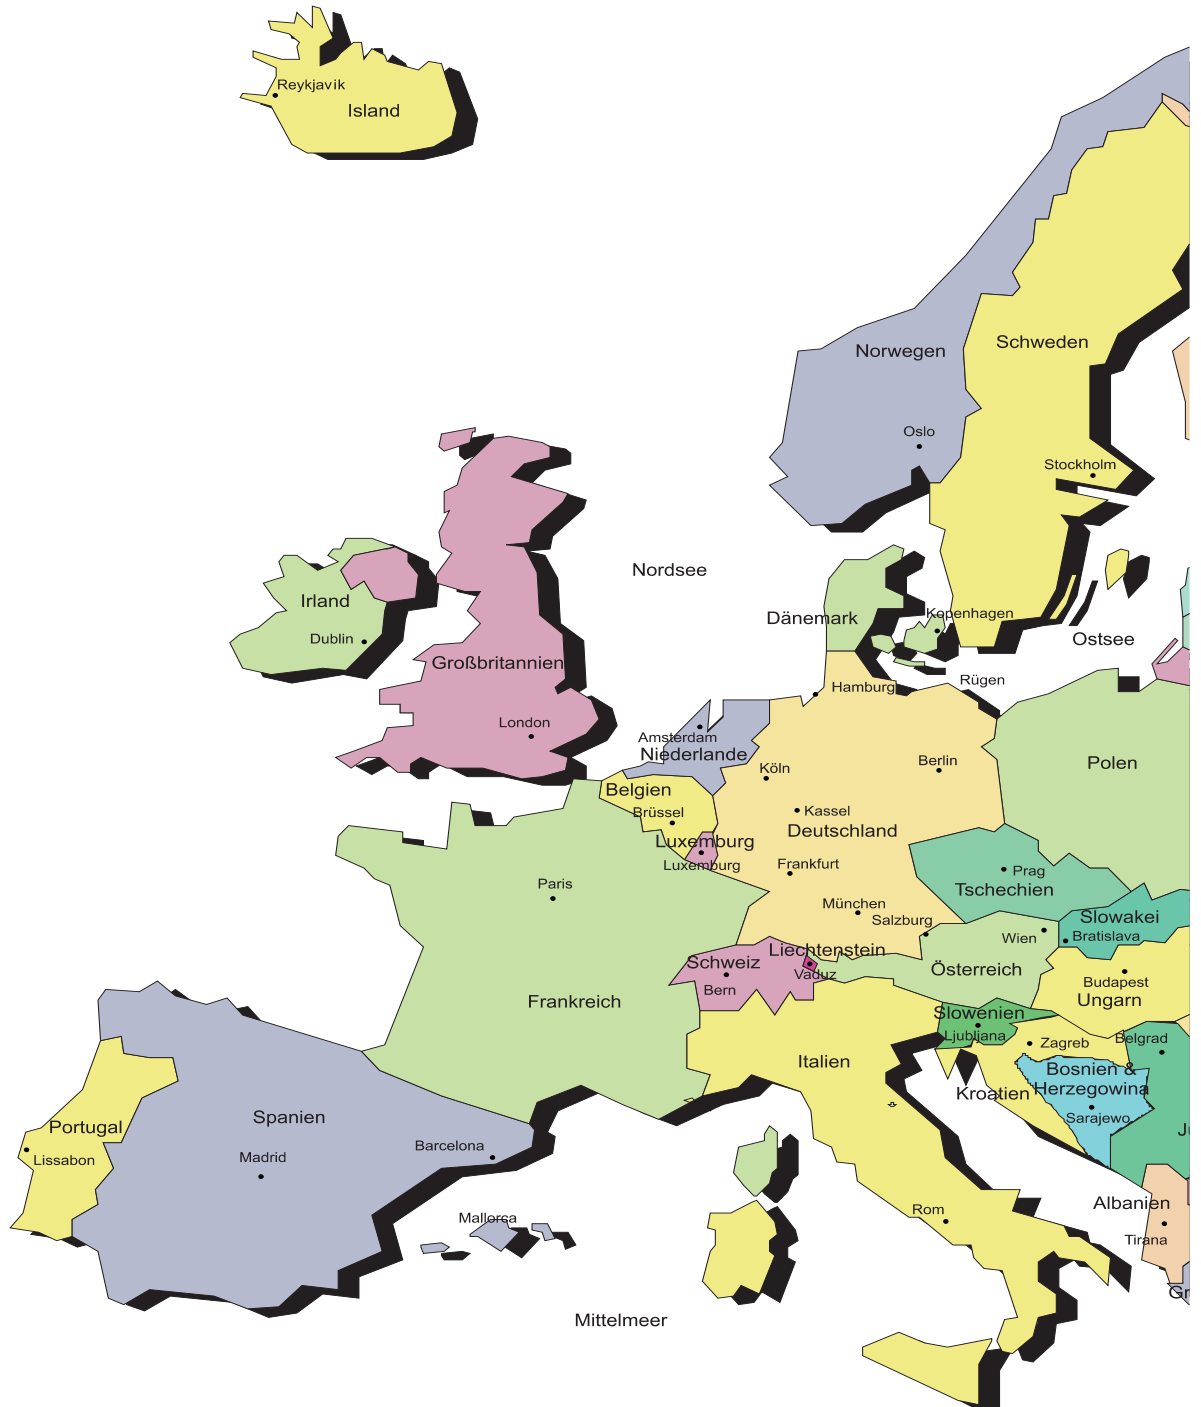 Reykjavik
Island
Norwegen
Schweden
Oslo
Stockholm
Nordsee
Irland
Dublin
Kopenhagen
Dänemark
Ostsee
Großbritannien
Rügen
Hamburg
London
Amsterdam
Niederlande
Berlin
Polen
Köln
Belgien
Brüssel
Kassel
Deutschland
Luxemburg
Luxemburg
Frankfurt
Prag
Tschechien
Paris
München
Salzburg
Slowakei
Wien
Bratislava
Liechtenstein
Schweiz
Vaduz
Österreich
Bern
Budapest
Ungarn
Frankreich
Slowenien
Ljubljana
Zagreb
Belgrad
Italien
Bosnien &
Herzegowina
Kroatien
Sarajewo
Spanien
Portugal
Ju
Barcelona
Madrid
Lissabon
Albanien
Rom
Mallorca
Tirana
Gr
Mittelmeer